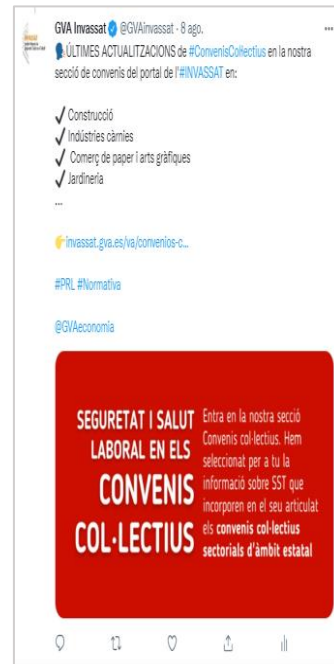 GVA Invassat @GVAinvassat · 8 ago.
ÚLTIMES ACTUALITZACIONS de #ConvenisCol·lectius en la nostra
secció de convenis del portal de l'#INVASSAT en:
✓ Construcció
✓ Indústries càrnies
✓ Comerç de paper i arts gràfiques
✓ Jardineria
...
👉invassat.gva.es/va/convenios-c...
#PRL #Normativa
@GVAeconomia
SEGURETAT I SALUT
LABORAL EN ELS
CONVENIS
COL·LECTIUS
Entra en la nostra secció
Convenis col·lectius. Hem
seleccionat per a tu la
informació sobre SST que
incorporen en el seu articulat
els convenis col·lectius
sectorials d'àmbit estatal